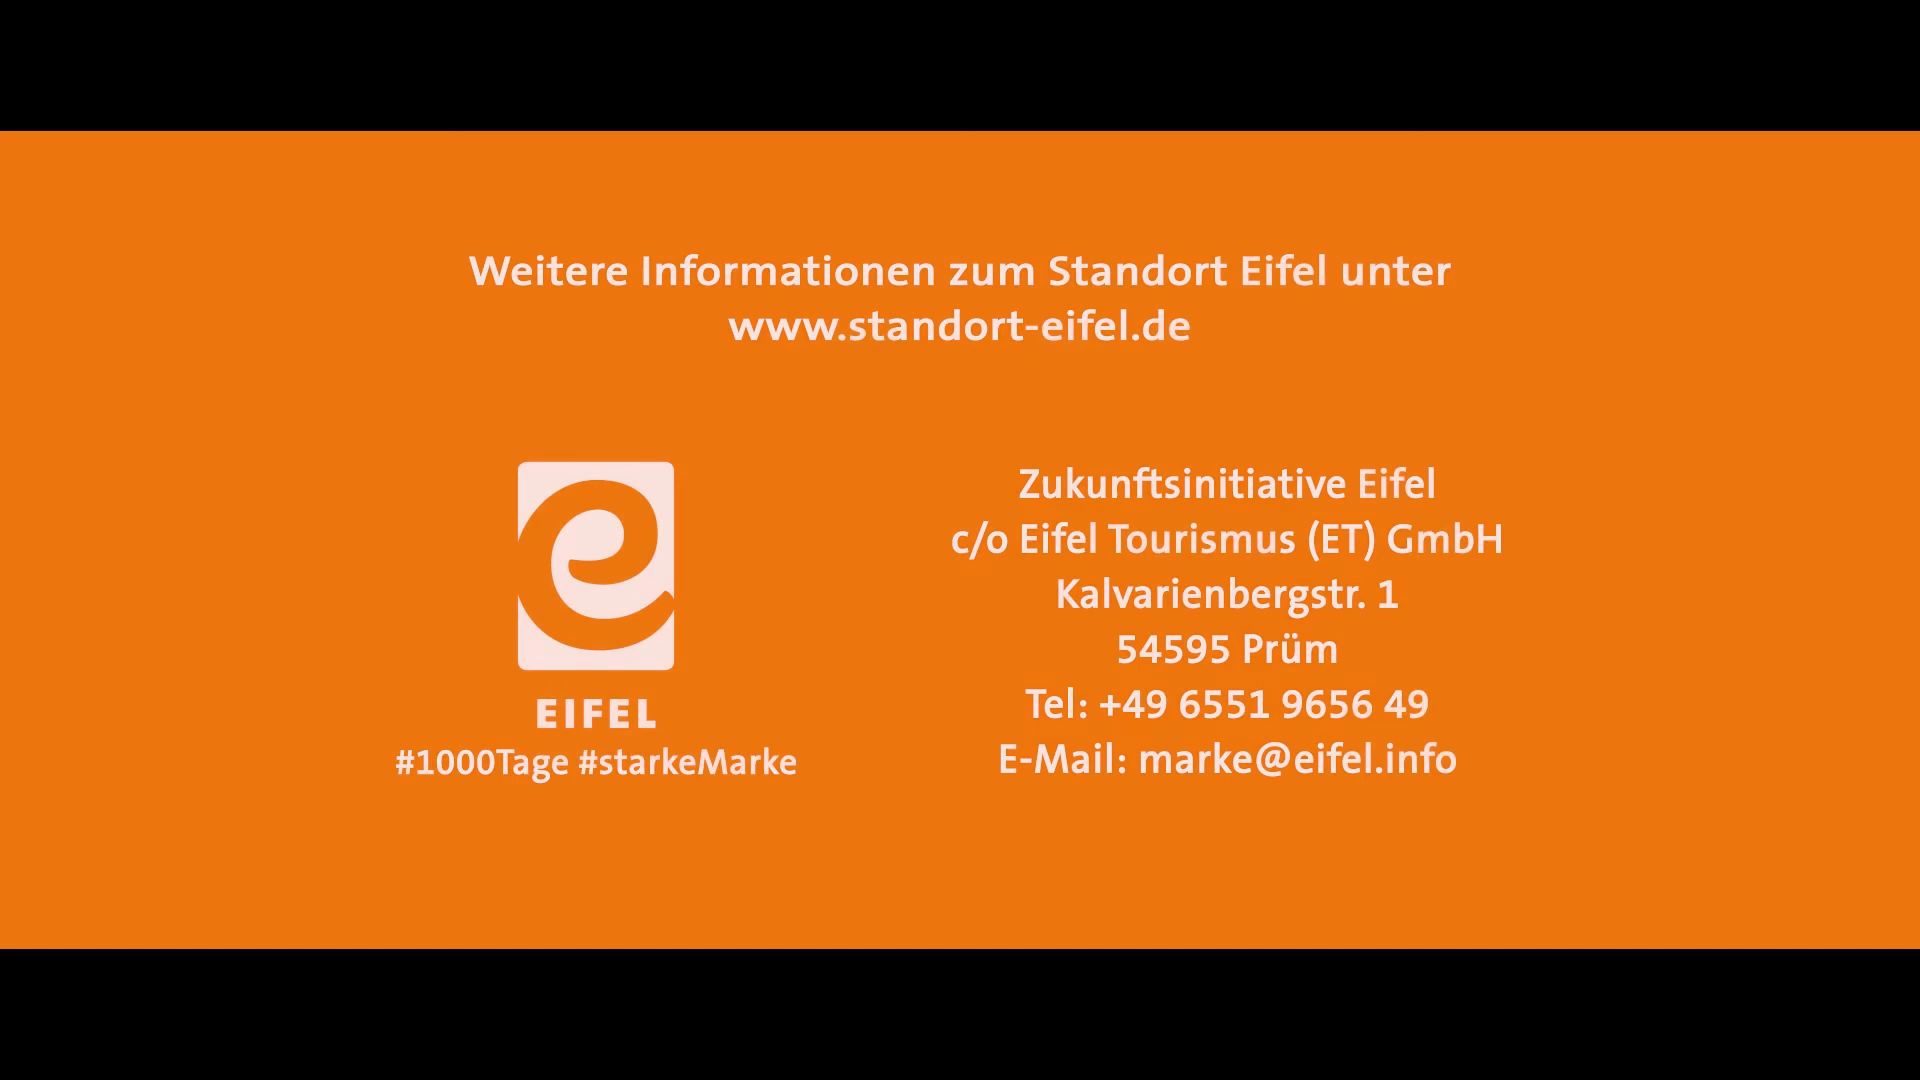 Weitere Informationen zum Standort Eifel unter
www.standort-eifel.de
EIFEL
#1000Tage #starkeMarke
Zukunftsinitiative Eifel
c/o Eifel Tourismus (ET) GmbH
Kalvarienbergstr. 1
54595 Prüm
Tel: +49 6551 9656 49
E-Mail: marke@eifel.info